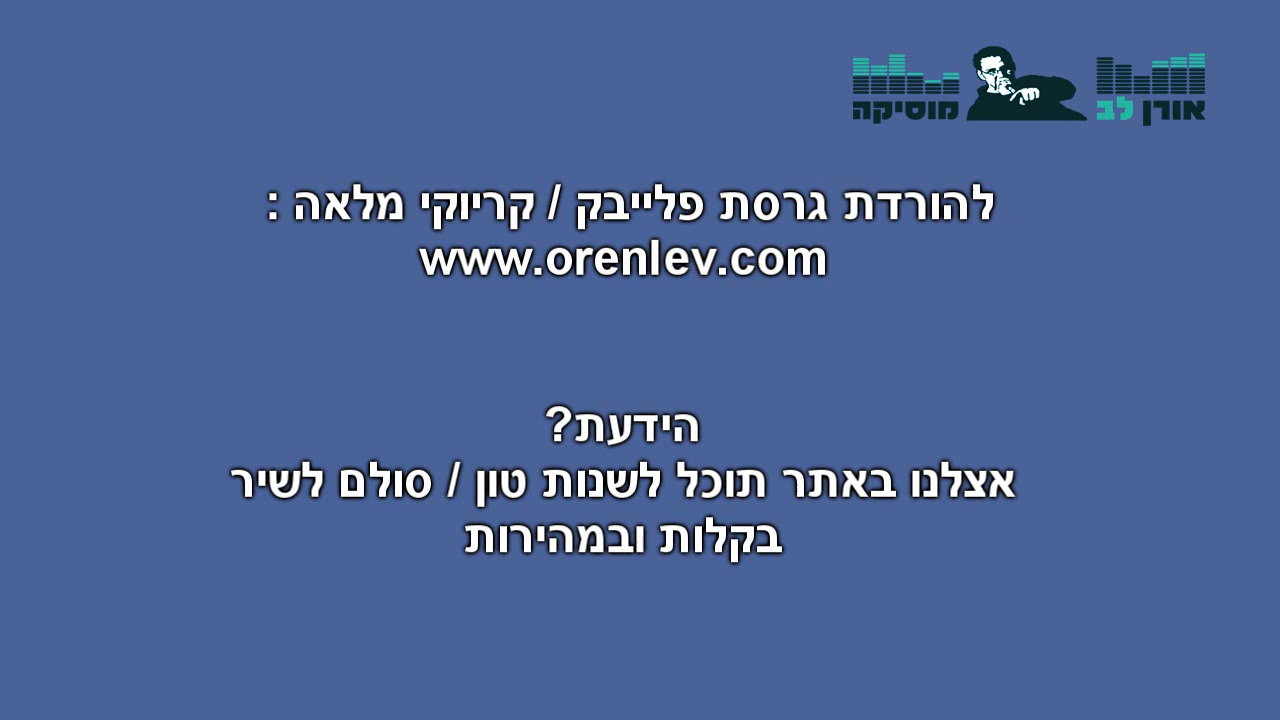 אורן לב מוסיקה
להורדת גרסת פלייבק / קריוקי מלאה :
www.orenlev.com
הידעת?
אצלנו באתר תוכל לשנות טון / סולם לשיר
בקלות ובמהירות